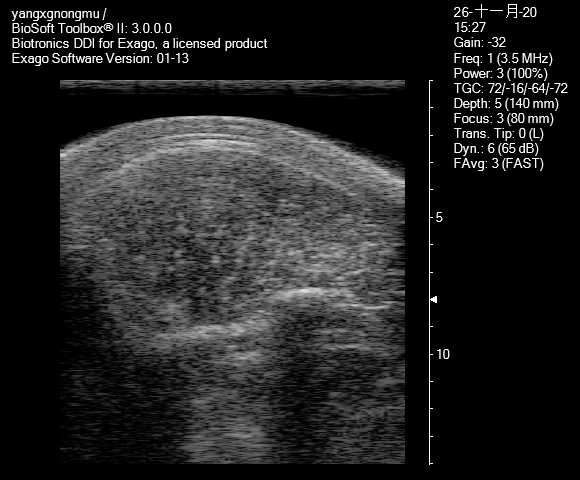 yangxgnongmu /
BioSoft Toolbox® II: 3.0.0.0
Biotronics DDI for Exago, a licensed product
Exago Software Version: 01-13
26-十一月-20
15:27
Gain: -32
Freq: 1 (3.5 MHz)
Power: 3 (100%)
TGC: 72/-16/-64/-72
Depth: 5 (140 mm)
Focus: 3 (80 mm)
Trans. Tip: 0 (L)
Dyn.: 6 (65 dB)
FAvg: 3 (FAST)
5
10